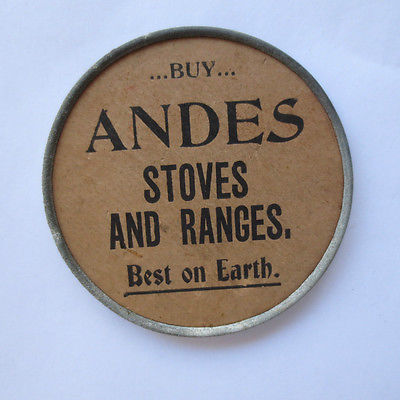 ...BUY...
ANDES
STOVES
AND RANGES.
Best on Earth.